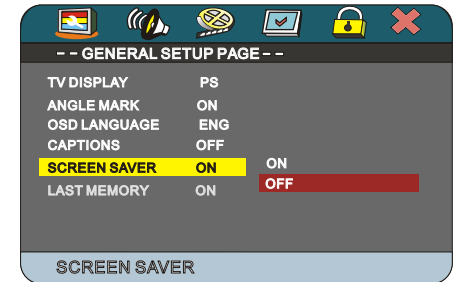 -- GENERAL SETUP PAGE --
TV DISPLAY PS
ANGLE MARK ON
OSD LANGUAGE ENG
CAPTIONS OFF
SCREEN SAVER ON ON
LAST MEMORY ON OFF
SCREEN SAVER